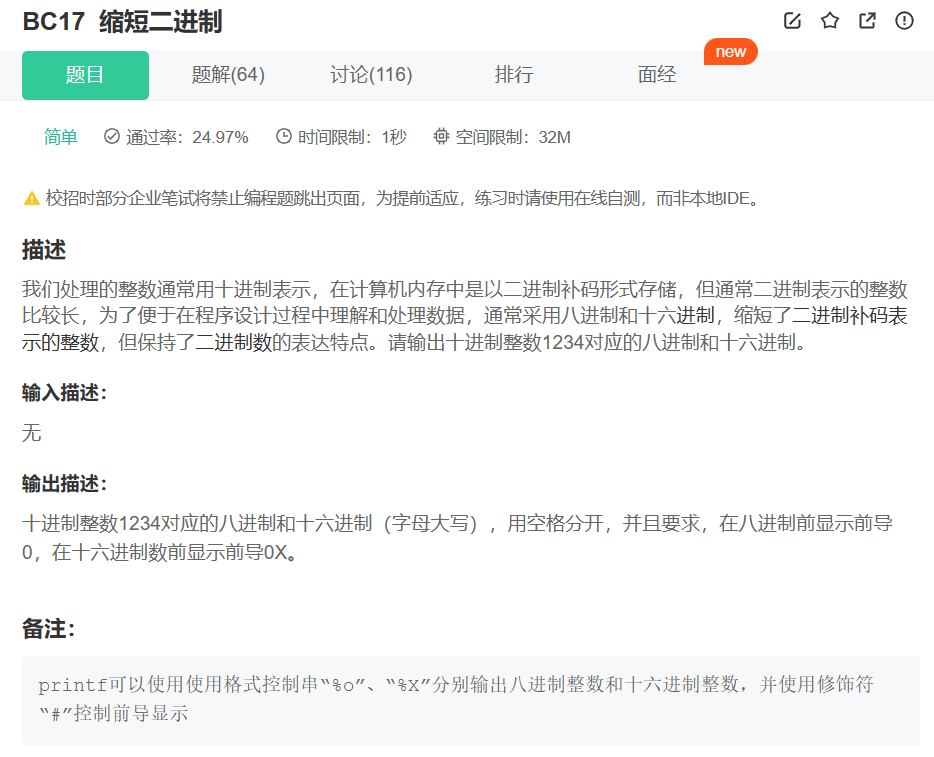 BC17 缩短二进制
题目 题解(64) 讨论(116) 排行 面经 new
简单 通过率：24.97% 时间限制：1秒 空间限制：32M
校招时部分企业笔试将禁止编程题跳出页面，为提前适应，练习时请使用在线自测，而非本地IDE。
描述
我们处理的整数通常用十进制表示，在计算机内存中是以二进制补码形式存储，但通常二进制表示的整数
比较长，为了便于在程序设计过程中理解和处理数据，通常采用八进制和十六进制，缩短了二进制补码表
示的整数，但保持了二进制数的表达特点。请输出十进制整数1234对应的八进制和十六进制。
输入描述：
无
输出描述：
十进制整数1234对应的八进制和十六进制（字母大写），用空格分开，并且要求，在八进制前显示前导
0，在十六进制数前显示前导0X。
备注：
printf可以使用使用格式控制串“%o”、“%X”分别输出八进制整数和十六进制整数，并使用修饰符
“#”控制前导显示